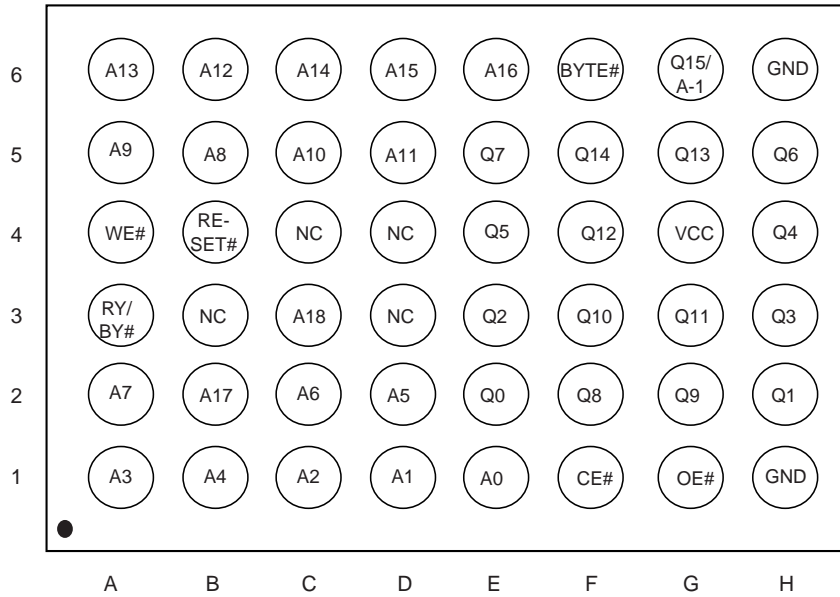 6 A13 A12 A14 A15 A16 BYTE# Q15/ GND
A-1
5 A9 A8 A10 A11 Q7 Q14 Q13 Q6
4 WE# RE- NC NC Q5 Q12 VCC Q4
SET#
3 RY/ NC A18 NC Q2 Q10 Q11 Q3
BY#
2 A7 A17 A6 A5 Q0 Q8 Q9 Q1
1 A3 A4 A2 A1 A0 CE# OE# GND
A B C D E F G H